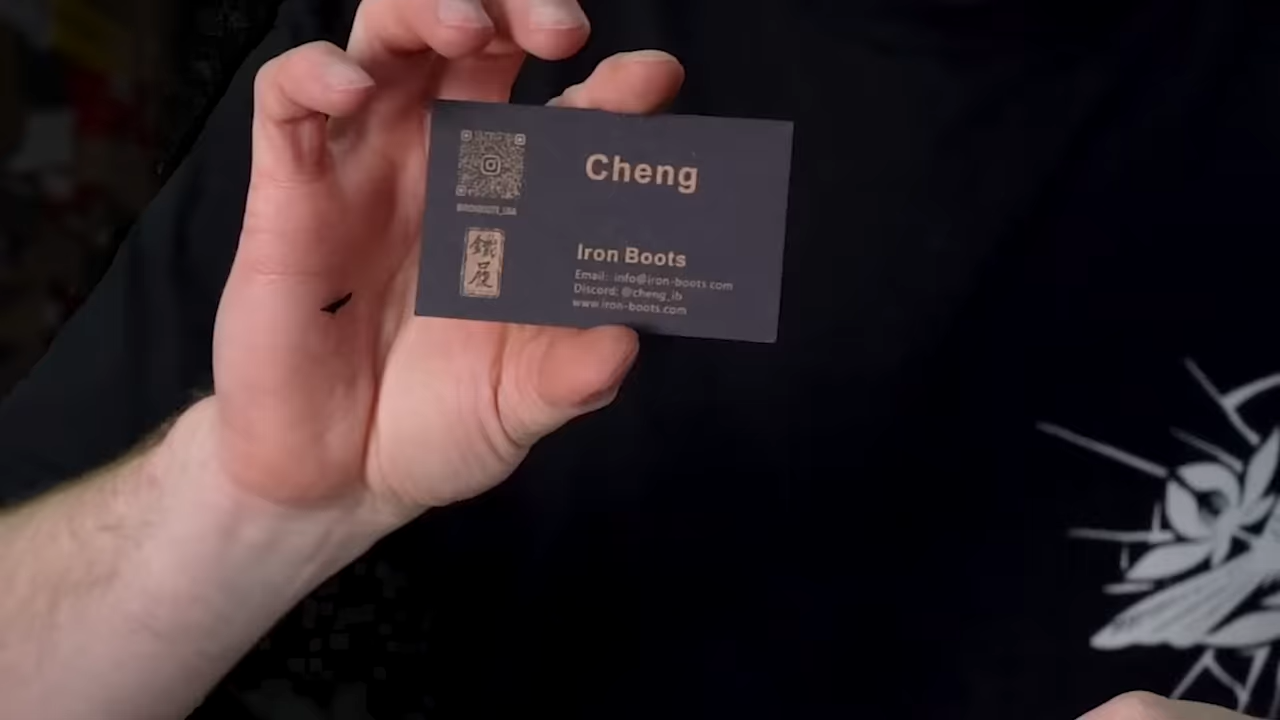 Cheng
鐵
履
Iron Boots
Email: info@iron-boots.com
Discord: @cheng_ib
www.iron-boots.com